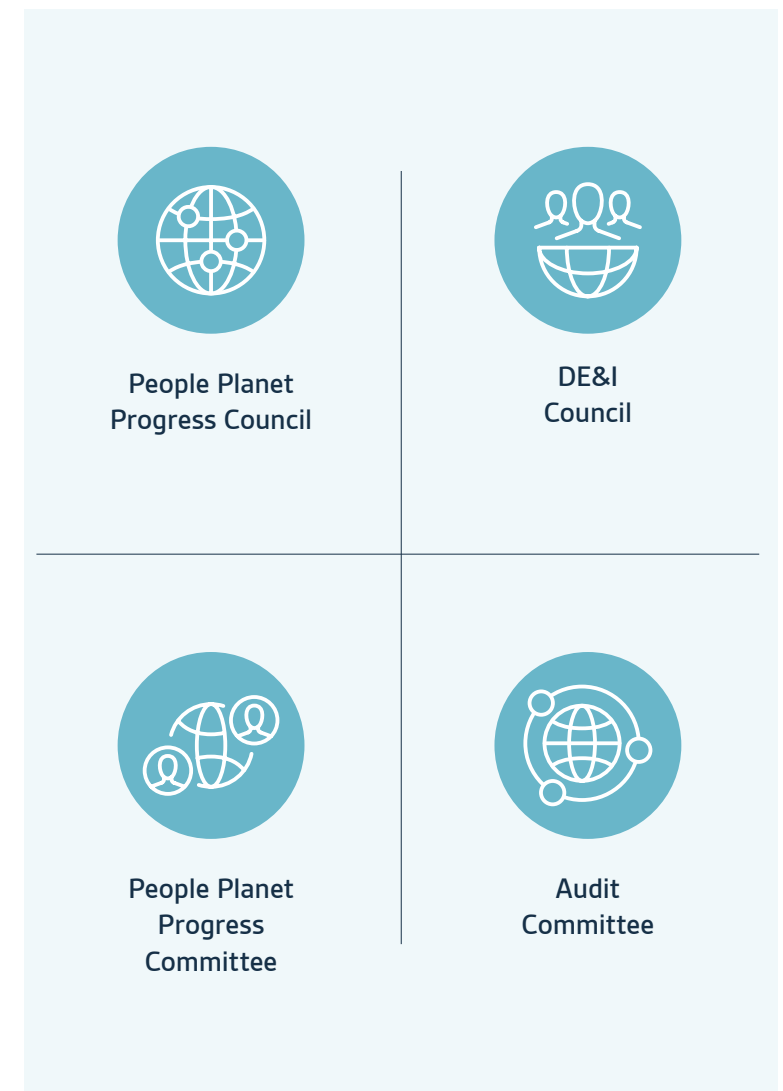 People Planet
Progress Council
DE&I
Council
People Planet
Progress
Committee
Audit
Committee